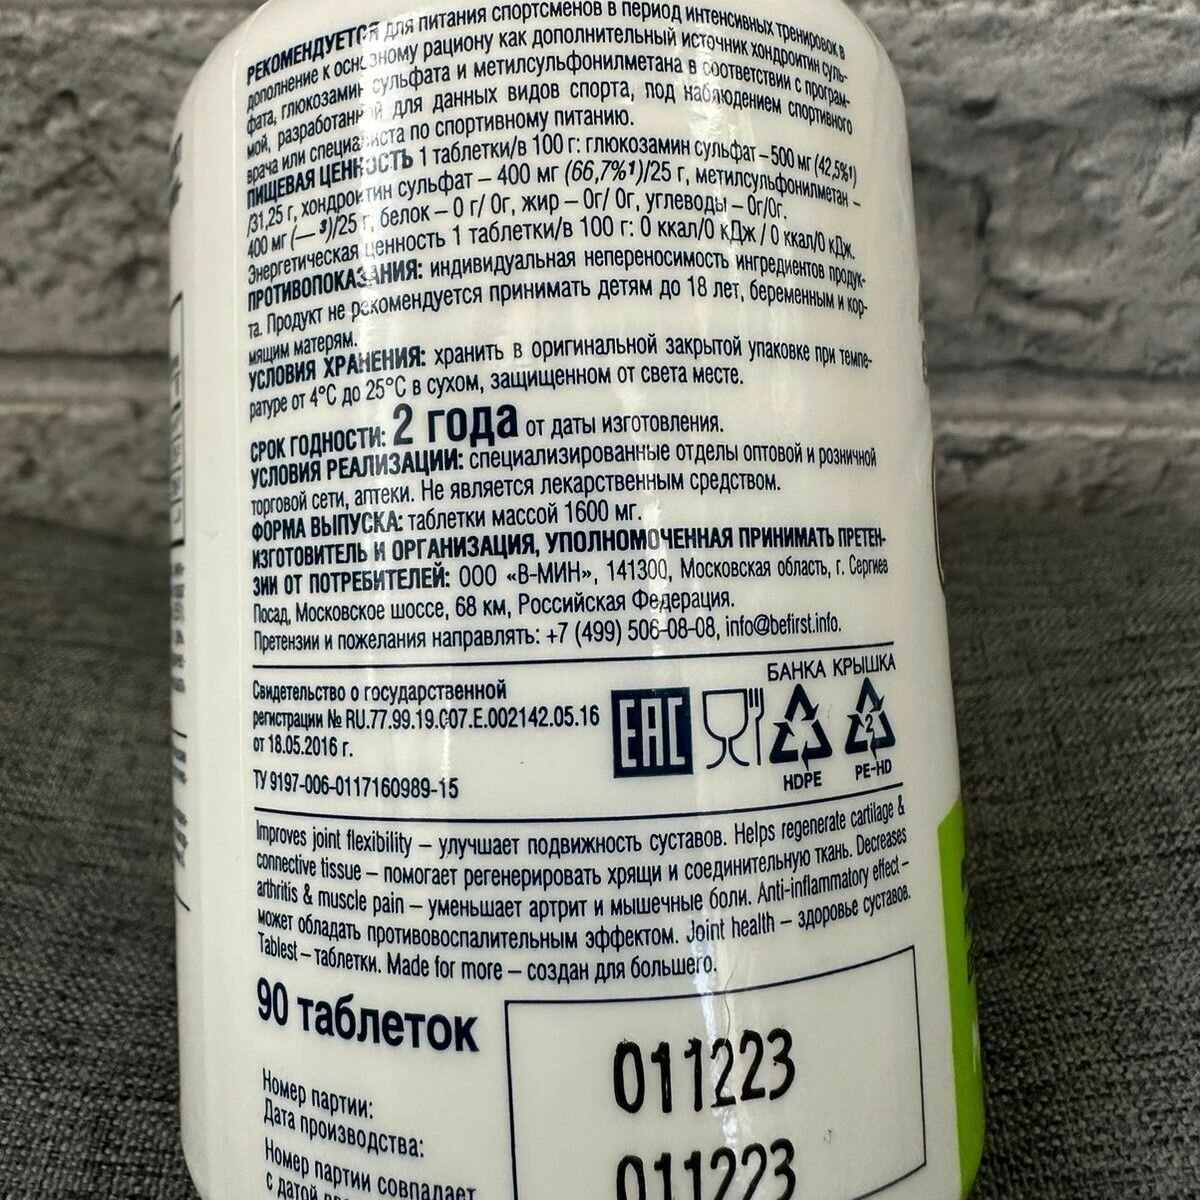 РЕКОМЕНДУЕТСЯ для питания спортсменов в период интенсивных тренировок в
дополнение к основному рациону как дополнительный источник хондроитин суль-
фата, глюкозамин сульфата и метилсульфонилметана в соответствии с програм-
мой, разработанной для данных видов спорта, под наблюдением спортивного
врача или специалиста по спортивному питанию.
ПИЩЕВАЯ ЦЕННОСТЬ 1 таблетки/в 100 г: глюкозамин сульфат – 500 мг (42,5%¹)
/31,25 г, хондроитин сульфат – 400 мг (66,7%¹)/25 г, метилсульфонилметан –
400 мг (—³)/25 г, белок – 0 г/ 0г, жир – 0г/ 0г, углеводы – 0г/0г.
Энергетическая ценность 1 таблетки/в 100 г: 0 ккал/0 кДж / 0 ккал/0 кДж.
ПРОТИВОПОКАЗАНИЯ: индивидуальная непереносимость ингредиентов продук-
та. Продукт не рекомендуется принимать детям до 18 лет, беременным и кор-
мящим матерям.
УСЛОВИЯ ХРАНЕНИЯ: хранить в оригинальной закрытой упаковке при темпе-
ратуре от 4°С до 25°С в сухом, защищенном от света месте.
СРОК ГОДНОСТИ: 2 года от даты изготовления.
УСЛОВИЯ РЕАЛИЗАЦИИ: специализированные отделы оптовой и розничной
торговой сети, аптеки. Не является лекарственным средством.
ФОРМА ВЫПУСКА: таблетки массой 1600 мг.
ИЗГОТОВИТЕЛЬ И ОРГАНИЗАЦИЯ, УПОЛНОМОЧЕННАЯ ПРИНИМАТЬ ПРЕТЕН-
ЗИИ ОТ ПОТРЕБИТЕЛЕЙ: ООО «В-МИН», 141300, Московская область, г. Сергиев
Посад, Московское шоссе, 68 км, Российская Федерация.
Претензии и пожелания направлять: +7 (499) 506-08-08, info@befirst.info.
Свидетельство о государственной
регистрации № RU.77.99.19.007.E.002142.05.16
от 18.05.2016 г.
ТУ 9197-006-0117160989-15
EAC
БАНКА КРЫШКА
2
HDPE PE-HD
Improves joint flexibility – улучшает подвижность суставов. Helps regenerate cartilage &
connective tissue – помогает регенерировать хрящи и соединительную ткань. Decreases
arthritis & muscle pain – уменьшает артрит и мышечные боли. Anti-inflammatory effect –
может обладать противовоспалительным эффектом. Joint health – здоровье суставов.
Tablest – таблетки. Made for more – создан для большего.
90 таблеток
011223
Номер партии:
Дата производства:
011223
Номер партии совпадает
с датой